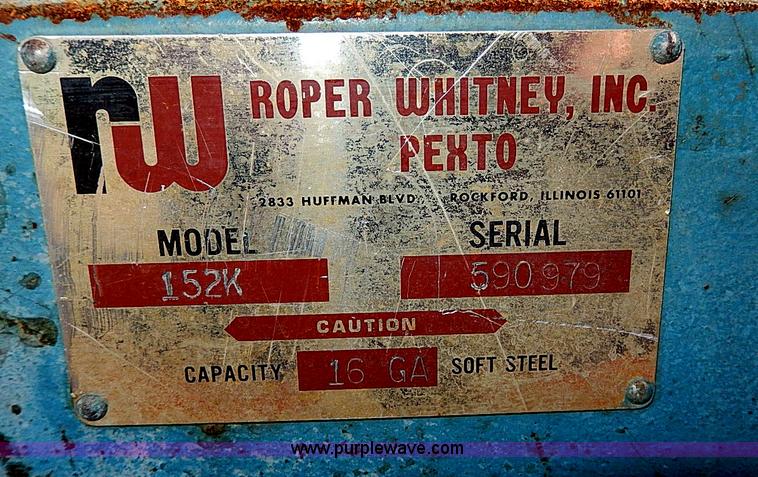 rw
ROPER WHITNEY, INC.
PEXTO
2833 HUFFMAN BLVD., ROCKFORD, ILLINOIS 61101
MODEL SERIAL
152K 590979
CAUTION
CAPACITY 16 GA SOFT STEEL
www.purplewave.com